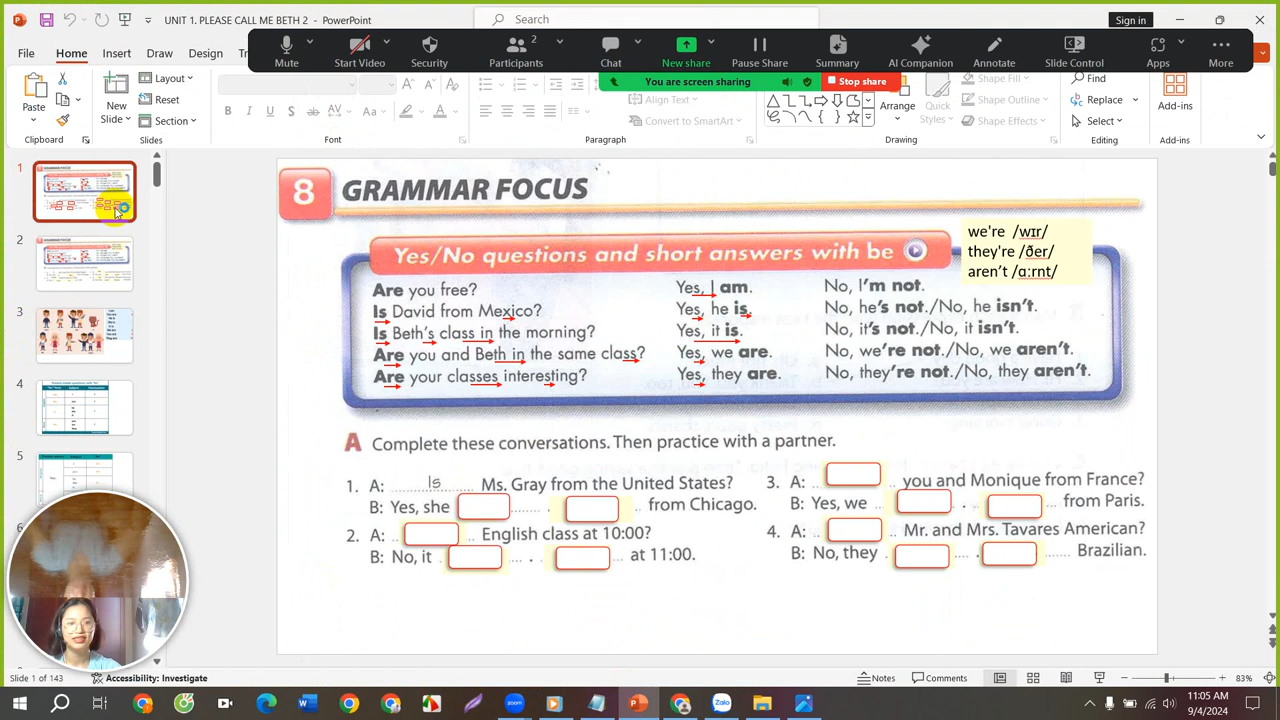 UNIT 1. PLEASE CALL ME BETH 2 - PowerPoint
Search
Sign in
File Home Insert Draw Design
Mute Start Video Security Participants 2 Chat New share Pause Share Summary AI Companion Annotate Slide Control Apps More
You are screen sharing Stop share
Paste
New Slide
Layout
Reset
Section
B I U S ab AV Aa A
Align Text
Convert to SmartArt
Arrange
Quick Styles
Shape Fill
Shape Outline
Shape Effects
Find
Replace
Select
Add-ins
Clipboard Slides Font Paragraph Drawing Editing Add-ins
1
2
3
4
5
8 GRAMMAR FOCUS
we're /wɪr/
they're /ðer/
aren't /ɑːrnt/
Yes/No questions and short answers with be
Are you free? Yes, I am. No, I'm not.
Is David from Mexico? Yes, he is. No, he's not./No, he isn't.
Is Beth's class in the morning? Yes, it is. No, it's not./No, it isn't.
Are you and Beth in the same class? Yes, we are. No, we're not./No, we aren't.
Are your classes interesting? Yes, they are. No, they're not./No, they aren't.
A Complete these conversations. Then practice with a partner.
1. A: Is Ms. Gray from the United States?
B: Yes, she . from Chicago.
2. A: English class at 10:00?
B: No, it . at 11:00.
3. A: you and Monique from France?
B: Yes, we . from Paris.
4. A: Mr. and Mrs. Tavares American?
B: No, they . Brazilian.
Slide 1 of 143 Accessibility: Investigate Notes Comments 83%
zoom Zalo
11:05 AM
9/4/2024